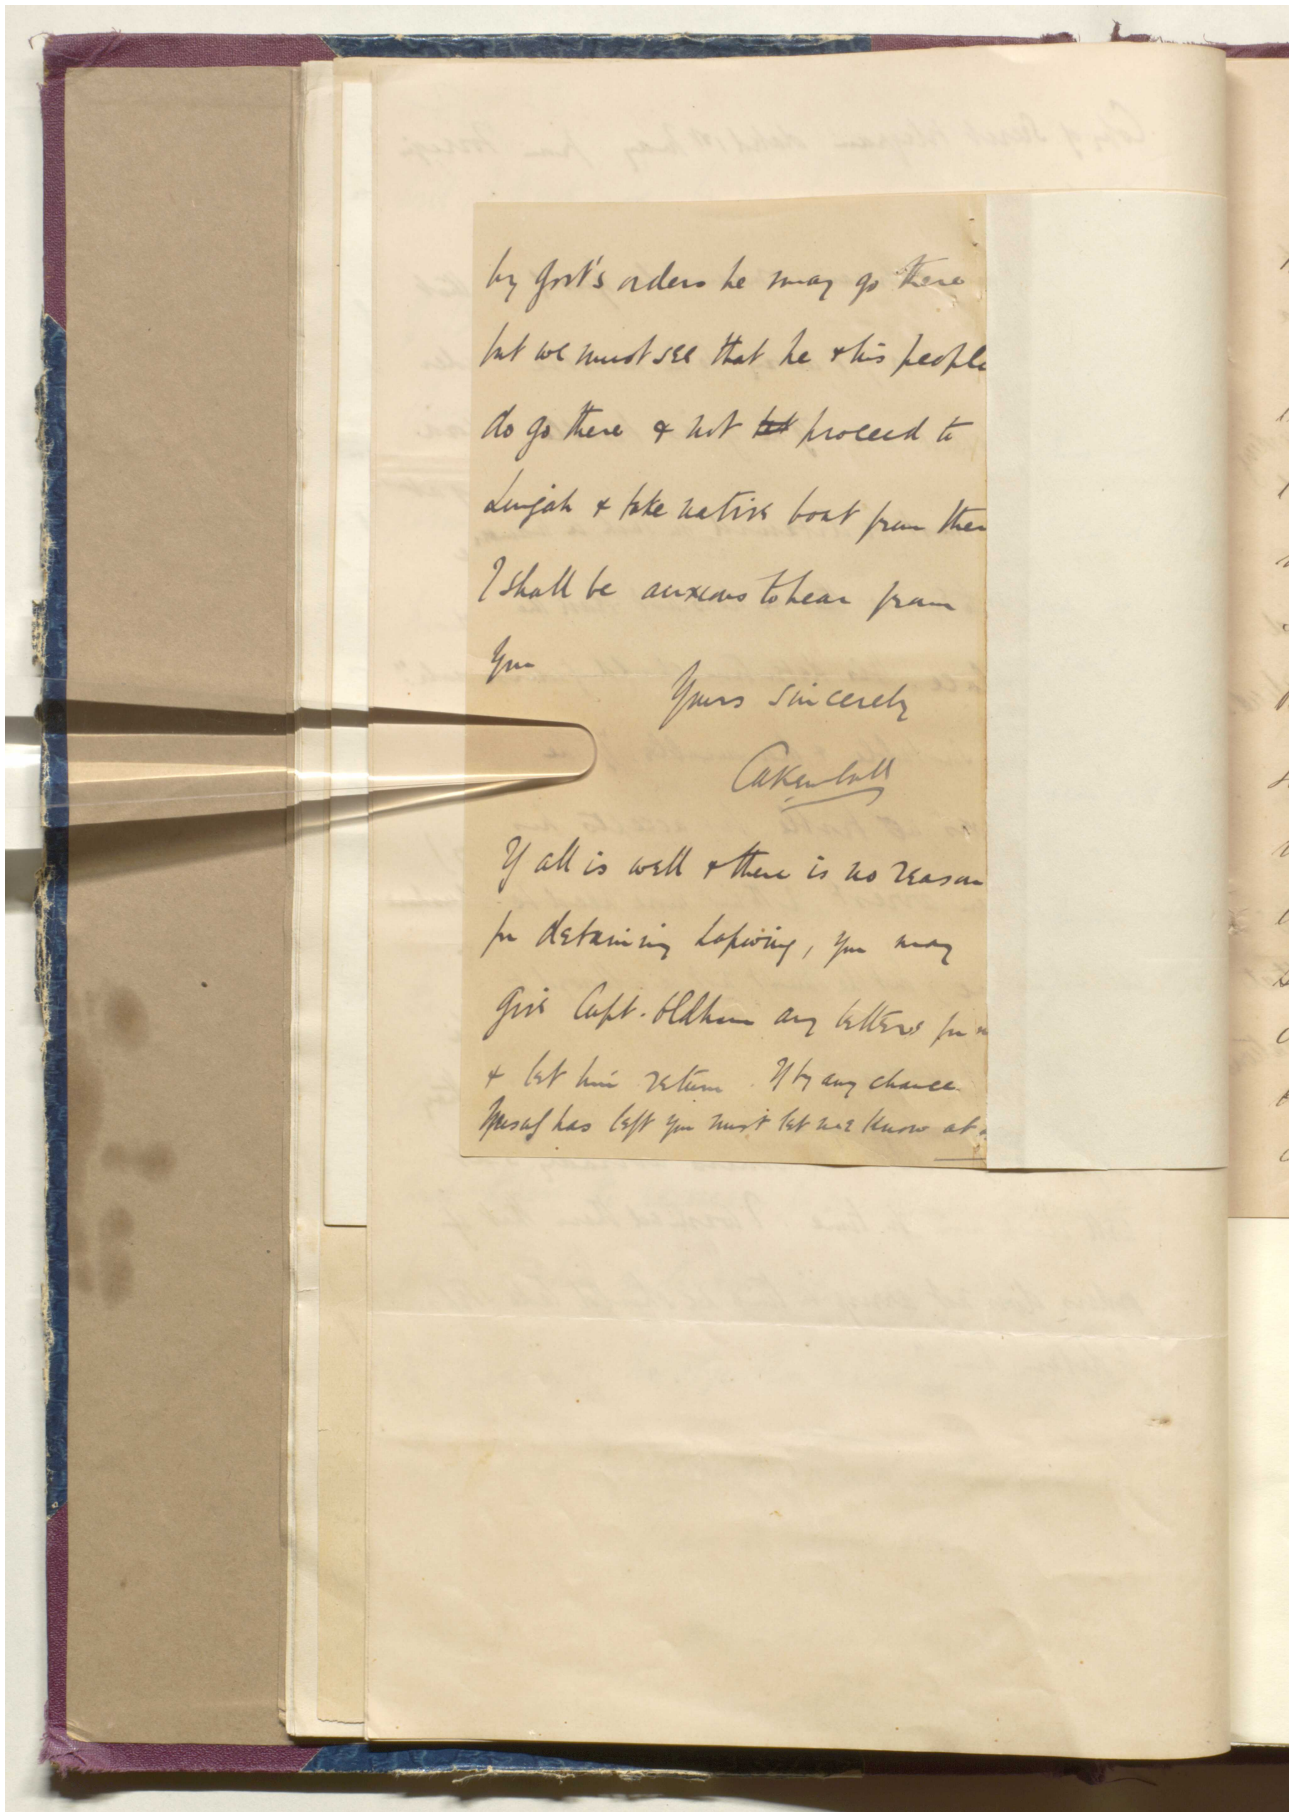 by Govt's orders he may go there
but we must see that he & his people
do go there & not let proceed to
Lingah & take native boat from ther
I shall be anxious to hear from
you
Yours sincerely
CAKemball
If all is well & there is no reason
for detaining Lapwing, you may
give Capt. Oldham any letters for m
& let him return. If by any chance
Yusuf has left you must let me know at